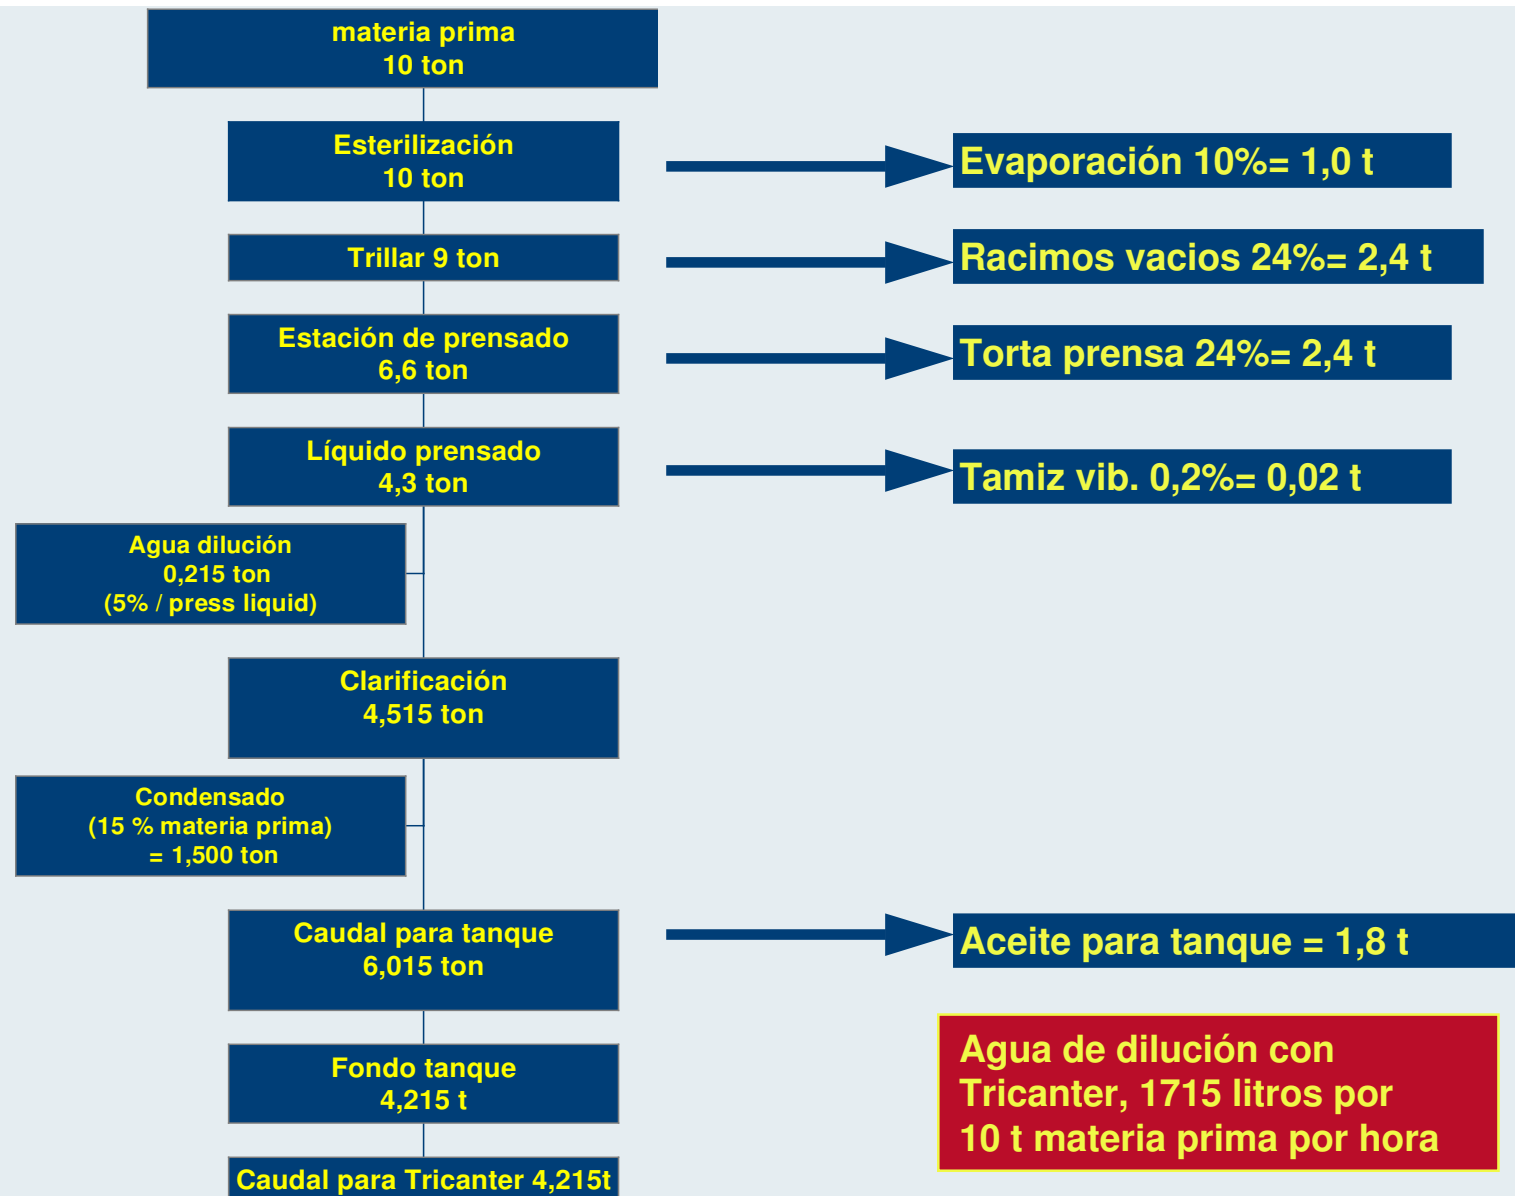 materia prima
10 ton
Esterilización
10 ton
Evaporación 10%= 1,0 t
Trillar 9 ton
Racimos vacios 24%= 2,4 t
Estación de prensado
6,6 ton
Torta prensa 24%= 2,4 t
Líquido prensado
4,3 ton
Tamiz vib. 0,2%= 0,02 t
Agua dilución
0,215 ton
(5% / press liquid)
Clarificación
4,515 ton
Condensado
(15 % materia prima)
= 1,500 ton
Caudal para tanque
6,015 ton
Aceite para tanque = 1,8 t
Fondo tanque
4,215 t
Agua de dilución con
Tricanter, 1715 litros por
10 t materia prima por hora
Caudal para Tricanter 4,215t